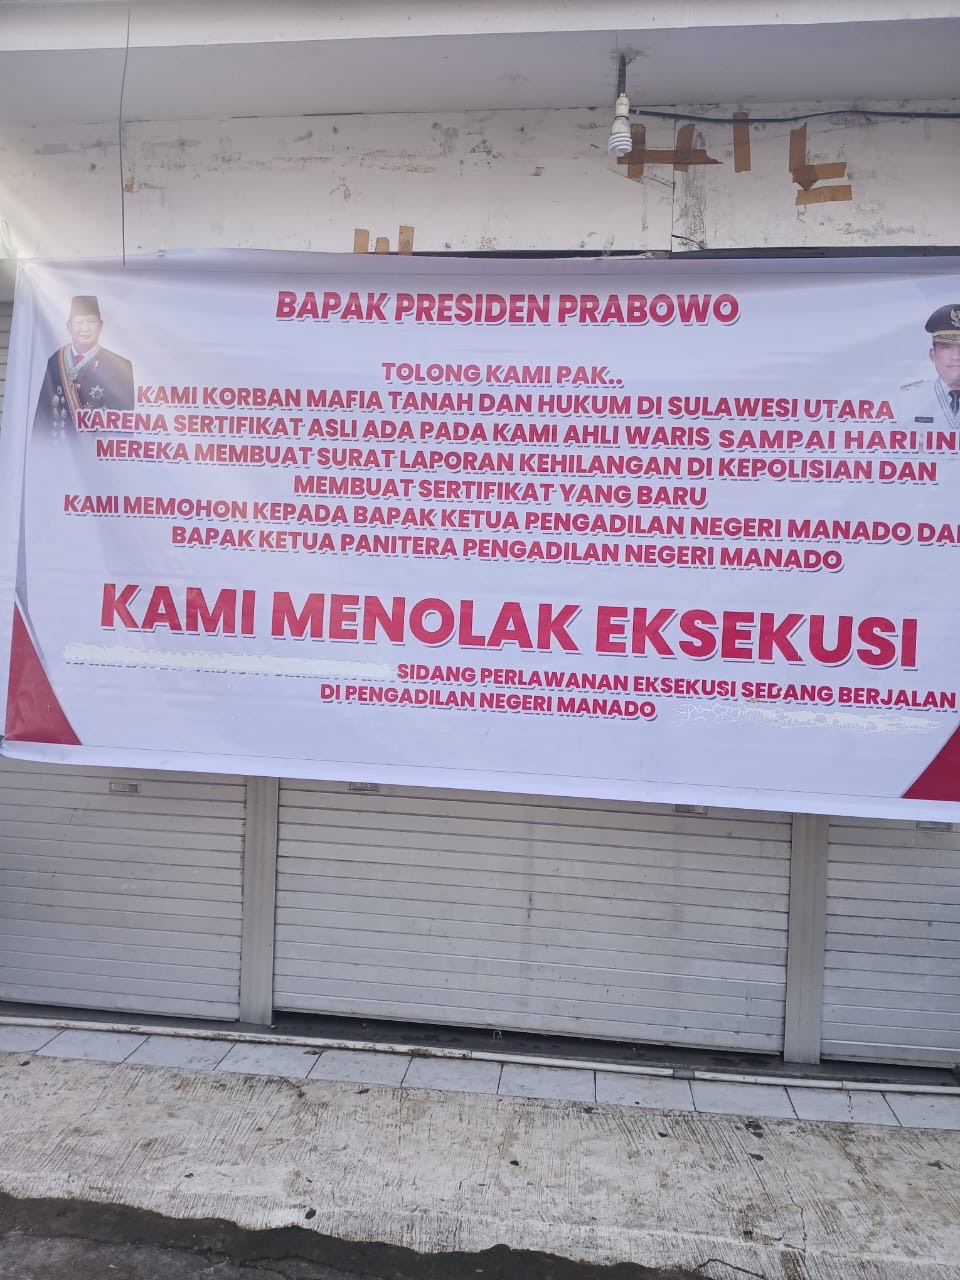 BAPAK PRESIDEN PRABOWO
TOLONG KAMI PAK..
KAMI KORBAN MAFIA TANAH DAN HUKUM DI SULAWESI UTARA
KARENA SERTIFIKAT ASLI ADA PADA KAMI AHLI WARIS SAMPAI HARI INI
MEREKA MEMBUAT SURAT LAPORAN KEHILANGAN DI KEPOLISIAN DAN
MEMBUAT SERTIFIKAT YANG BARU
KAMI MEMOHON KEPADA BAPAK KETUA PENGADILAN NEGERI MANADO DAN
BAPAK KETUA PANITERA PENGADILAN NEGERI MANADO
KAMI MENOLAK EKSEKUSI
SIDANG PERLAWANAN EKSEKUSI SEDANG BERJALAN
DI PENGADILAN NEGERI MANADO